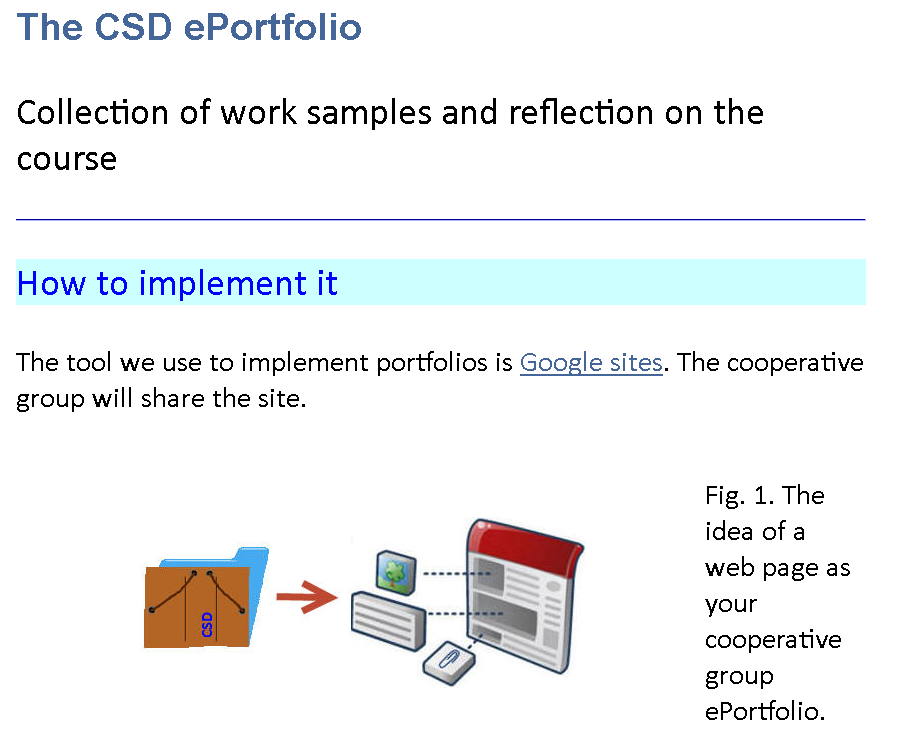 The CSD ePortfolio
Collection of work samples and reflection on the
course
How to implement it
The tool we use to implement portfolios is Google sites. The cooperative
group will share the site.
CSD
Fig. 1. The
idea of a
web page as
your
cooperative
group
ePortfolio.